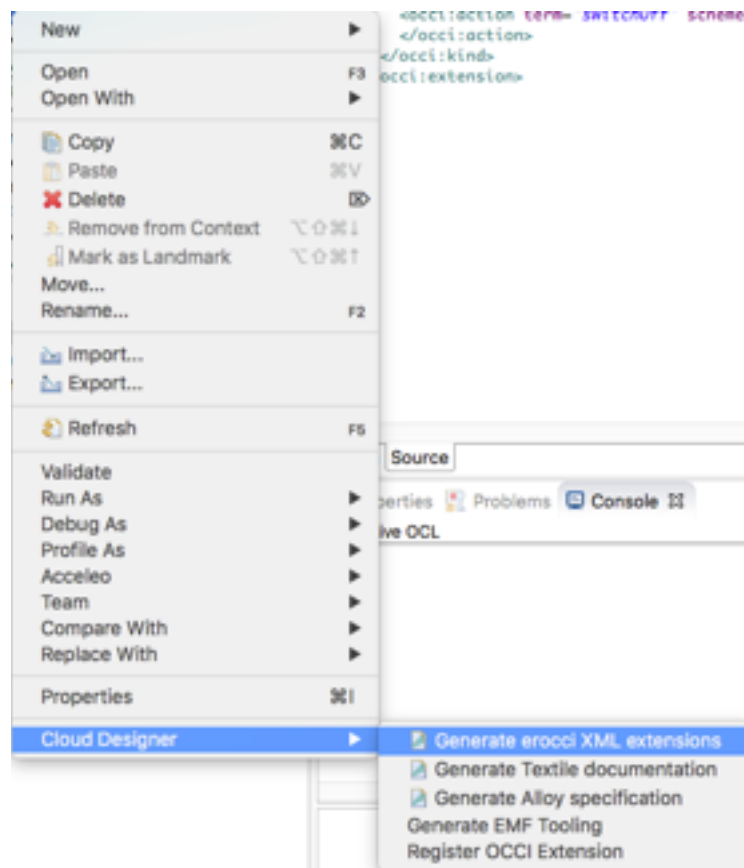 New
<occi:action term="switchOff" scheme
</occi:action>
</occi:kind>
occi:extension>
Open F3
Open With
Copy ⌘C
Paste ⌘V
Delete ⌦
Remove from Context ⌥⇧⌘↓
Mark as Landmark ⌥⇧⌘↑
Move...
Rename... F2
Import...
Export...
Refresh F5
Source
Validate
Run As
perties Problems Console
Debug As
ive OCL
Profile As
Acceleo
Team
Compare With
Replace With
Properties ⌘I
Cloud Designer
Generate erocci XML extensions
Generate Textile documentation
Generate Alloy specification
Generate EMF Tooling
Register OCCI Extension